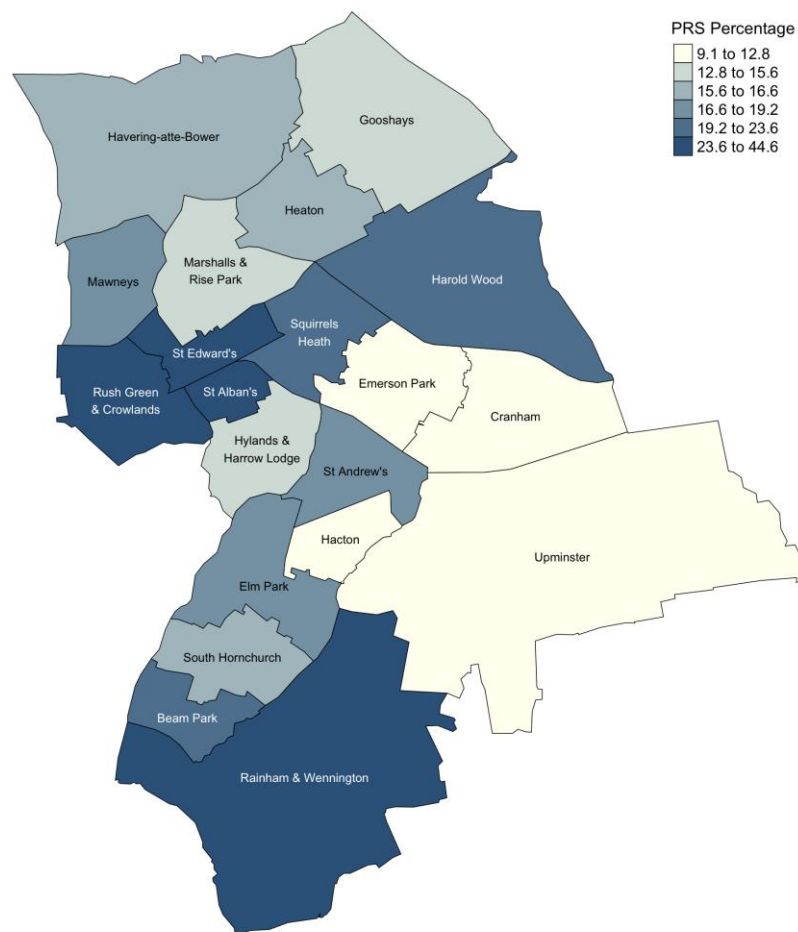 PRS Percentage
9.1 to 12.8
12.8 to 15.6
15.6 to 16.6
16.6 to 19.2
19.2 to 23.6
23.6 to 44.6
Gooshays
Havering-atte-Bower
Heaton
Marshalls &
Rise Park
Mawneys
Harold Wood
Squirrels
Heath
St Edward's
Emerson Park
Rush Green
& Crowlands
St Alban's
Cranham
Hylands &
Harrow Lodge
St Andrew's
Hacton
Upminster
Elm Park
South Hornchurch
Beam Park
Rainham & Wennington